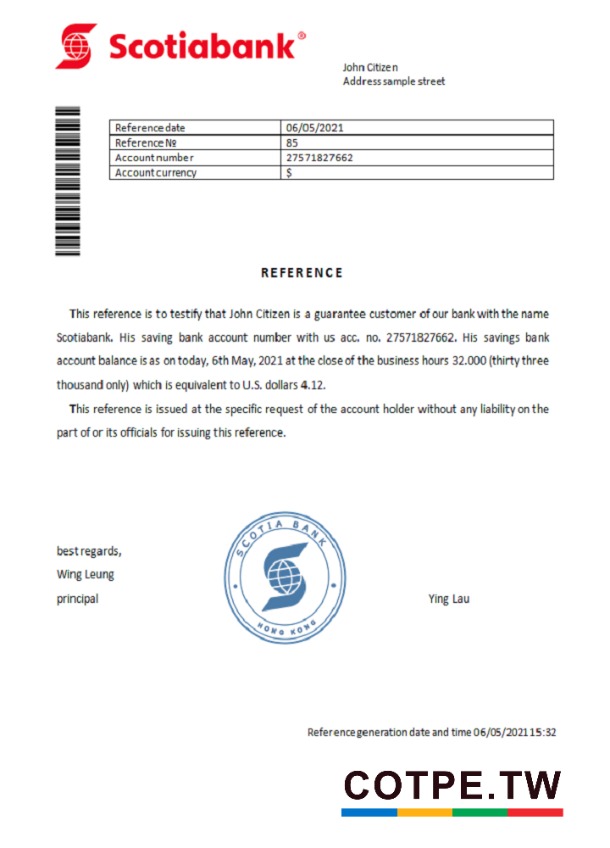 Scotiabank®
John Citizen
Address sample street
Reference date 06/05/2021
Reference № 85
Account number 27571827662
Account currency $
REFERENCE
This reference is to testify that John Citizen is a guarantee customer of our bank with the name
Scotiabank. His saving bank account number with us acc. no. 27571827662. His savings bank
account balance is as on today, 6th May, 2021 at the close of the business hours 32.000 (thirty three
thousand only) which is equivalent to U.S. dollars 4.12.
This reference is issued at the specific request of the account holder without any liability on the
part of or its officials for issuing this reference.
best regards,
Wing Leung
principal
SCOTIA BANK
HONG KONG
Ying Lau
Reference generation date and time 06/05/2021 15:32
COTPE.TW